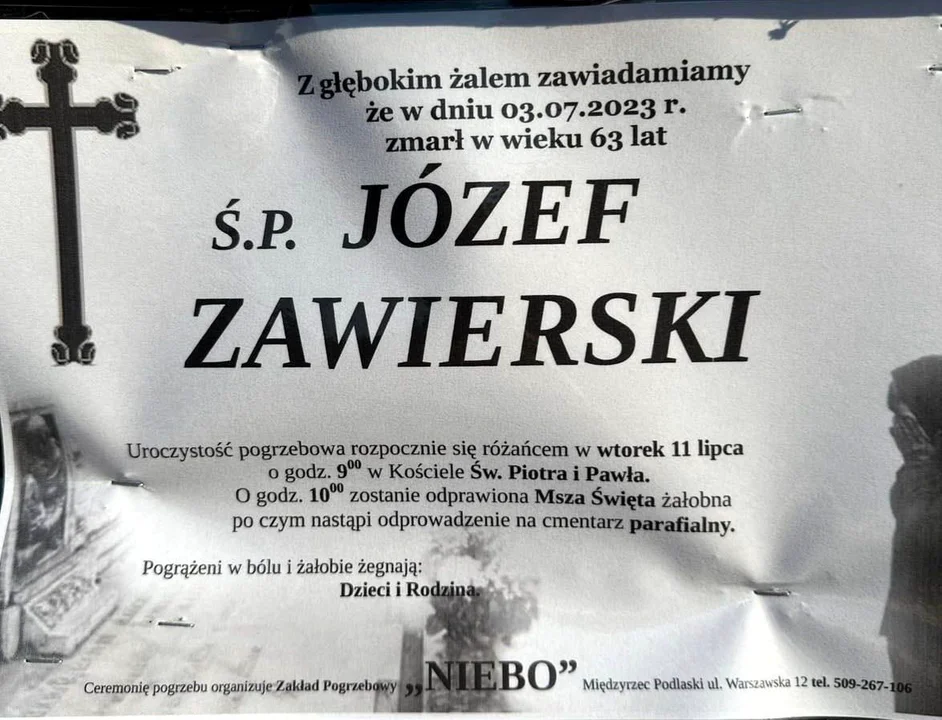 Z głębokim żalem zawiadamiamy
że w dniu 03.07.2023 r.
zmarł w wieku 63 lat
Ś.P. JÓZEF
ZAWIERSKI
Uroczystość pogrzebowa rozpocznie się różańcem w wtorek 11 lipca
o godz. 9⁰⁰ w Kościele Św. Piotra i Pawła.
O godz. 10⁰⁰ zostanie odprawiona Msza Święta żałobna
po czym nastąpi odprowadzenie na cmentarz parafialny.
Pogrążeni w bólu i żałobie żegnają:
Dzieci i Rodzina.
Ceremonię pogrzebu organizuje Zakład Pogrzebowy „NIEBO” Międzyrzec Podlaski ul. Warszawska 12 tel. 509-267-106